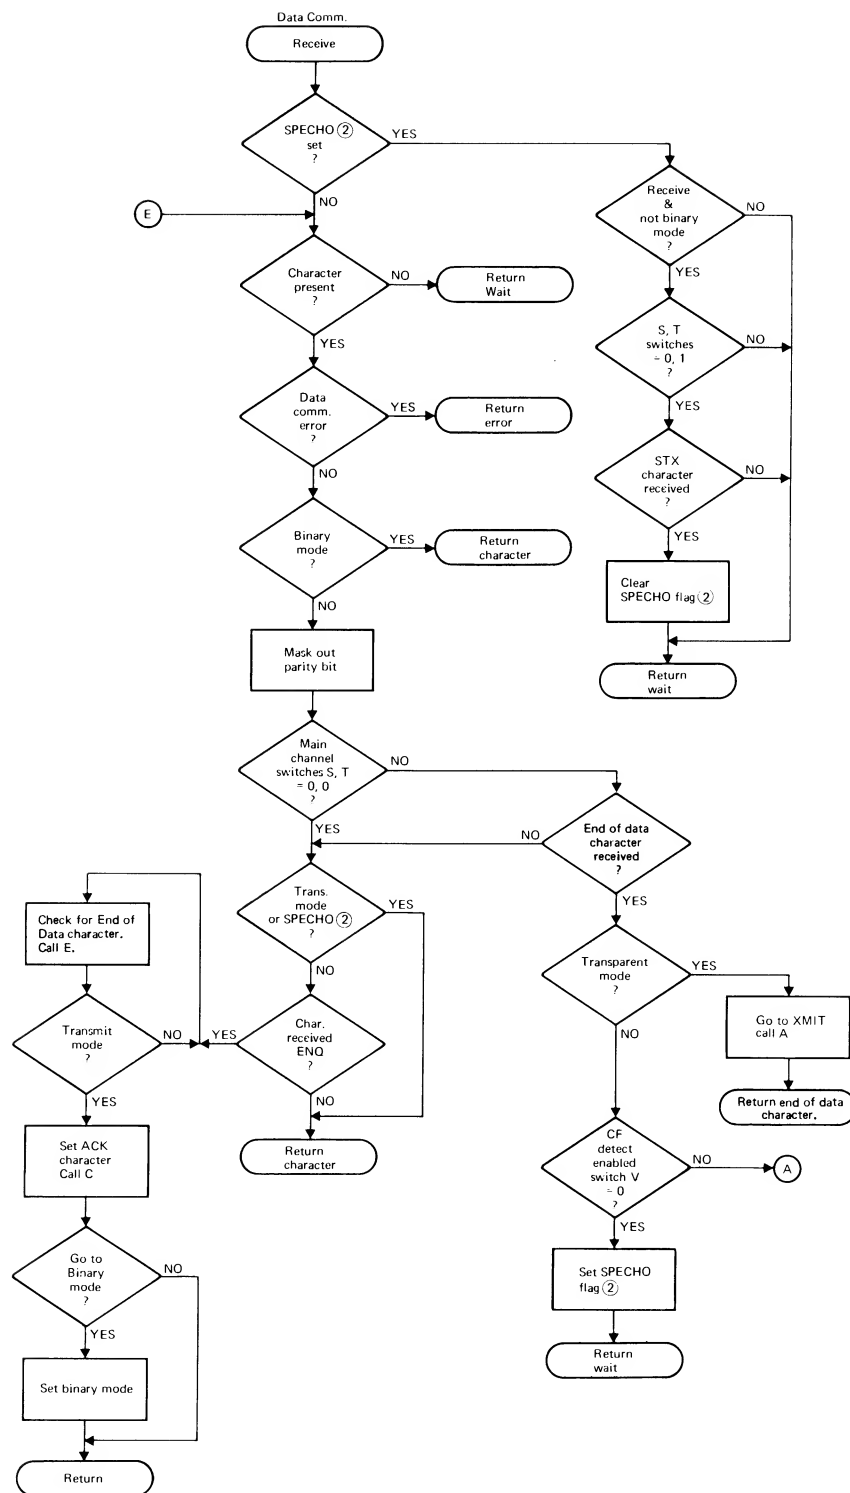 Data Comm.
Receive
SPECHO ②
set
?
YES
NO
E
Receive
&
not binary
mode
?
NO
YES
Character
present
?
NO
YES
Return
Wait
S, T
switches
= 0, 1
?
NO
YES
Data
comm.
error
?
YES
NO
Return
error
STX
character
received
?
NO
YES
Binary
mode
?
YES
NO
Return
character
Clear
SPECHO flag ②
Mask out
parity bit
Return
wait
Main
channel
switches S, T
= 0, 0
?
NO
YES
End of data
character
received
?
NO
YES
Check for End of
Data character.
Call E.
Trans.
mode
or SPECHO ②
?
YES
NO
Transparent
mode
?
YES
NO
Transmit
mode
?
NO
YES
Char.
received
ENQ
?
YES
NO
Go to XMIT
call A
Return end of data
character.
Set ACK
character
Call C
Return
character
CF
detect
enabled
switch V
= 0
?
NO
A
YES
Go to
Binary
mode
?
NO
YES
Set SPECHO
flag ②
Return
wait
Set binary mode
Return